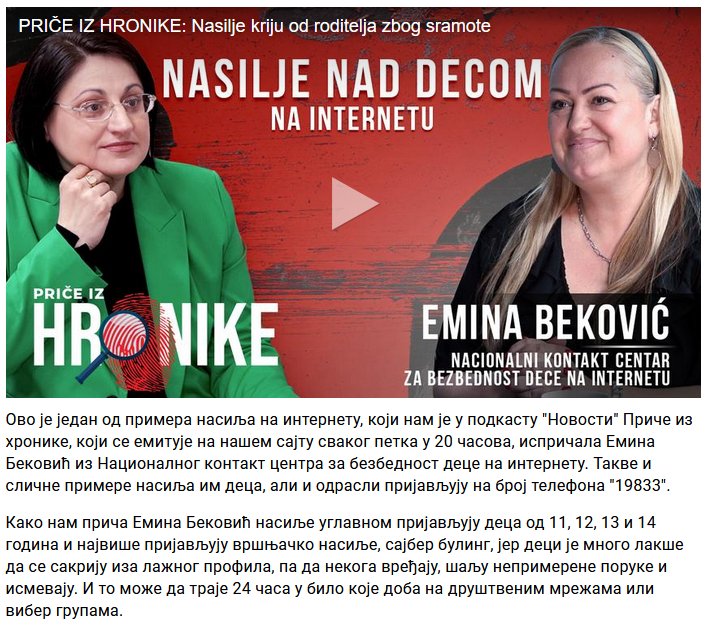 PRIČE IZ HRONIKE: Nasilje kriju od roditelja zbog sramote
NASILJE NAD DECOM
NA INTERNETU
PRIČE IZ
HRONIKE
EMINA BEKOVIĆ
NACIONALNI KONTAKT CENTAR
ZA BEZBEDNOST DECE NA INTERNETU
Ово је један од примера насиља на интернету, који нам је у подкасту "Новости" Приче из
хронике, који се емитује на нашем сајту сваког петка у 20 часова, испричала Емина
Бековић из Националног контакт центра за безбедност деце на интернету. Такве и
сличне примере насиља им деца, али и одрасли пријављују на број телефона "19833".
Како нам прича Емина Бековић насиље углавном пријављују деца од 11, 12, 13 и 14
година и највише пријављују вршњачко насиље, сајбер булинг, јер деци је много лакше
да се сакрију иза лажног профила, па да некога вређају, шаљу непримерене поруке и
исмевају. И то може да траје 24 часа у било које доба на друштвеним мрежама или
вибер групама.